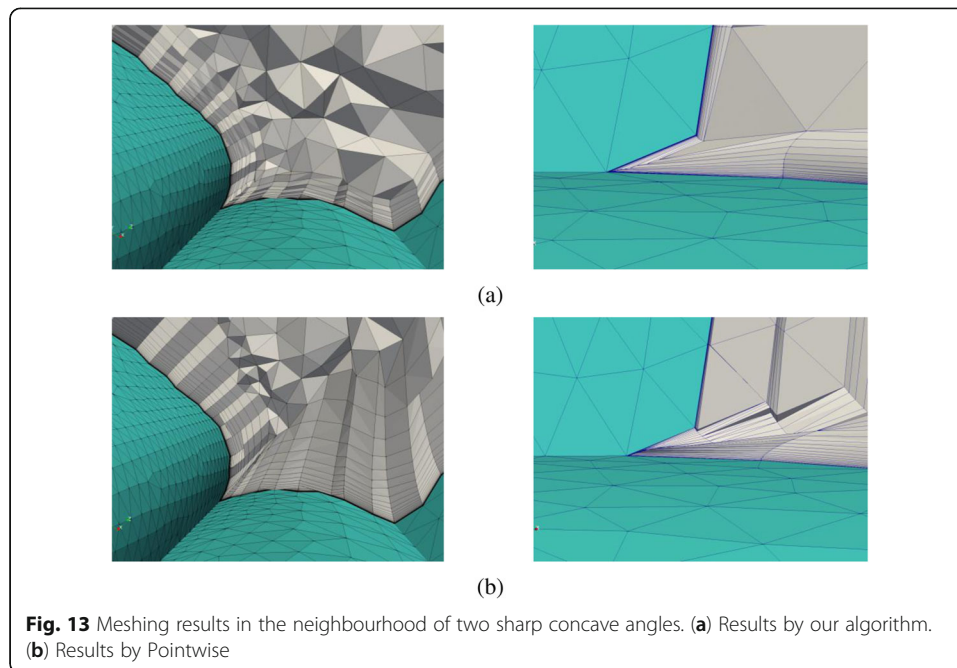 (a)
(b)
Fig. 13 Meshing results in the neighbourhood of two sharp concave angles. (a) Results by our algorithm.
(b) Results by Pointwise